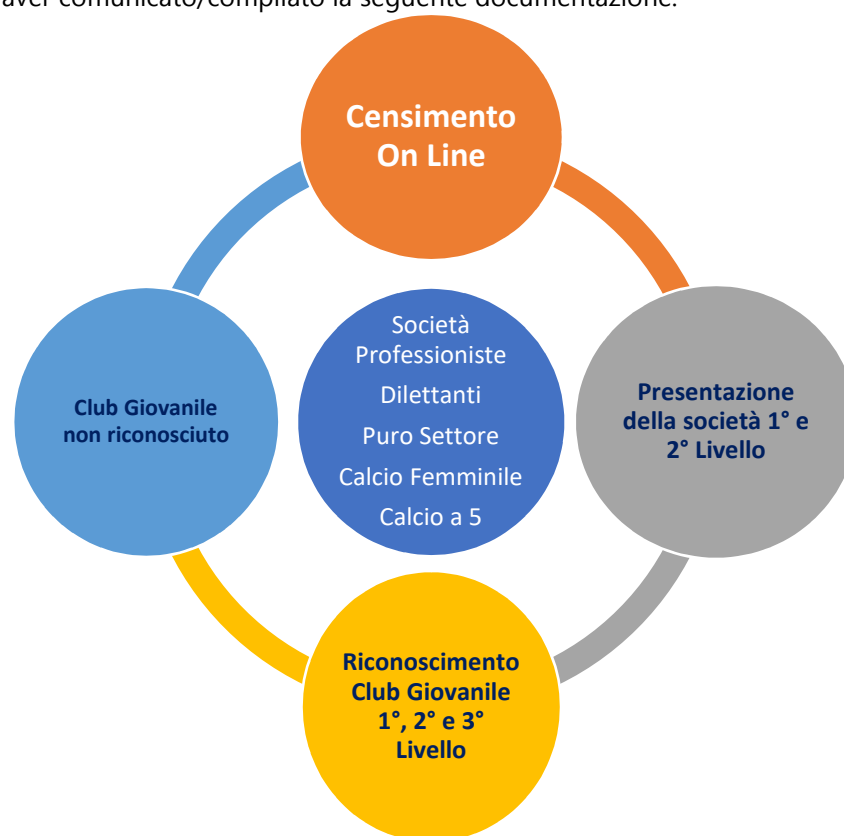 aver comunicato/compilato la seguente documentazione:
Censimento
On Line
Società
Professioniste
Dilettanti
Puro Settore
Calcio Femminile
Calcio a 5
Club Giovanile
non riconosciuto
Presentazione
della società 1° e
2° Livello
Riconoscimento
Club Giovanile
1°, 2° e 3°
Livello